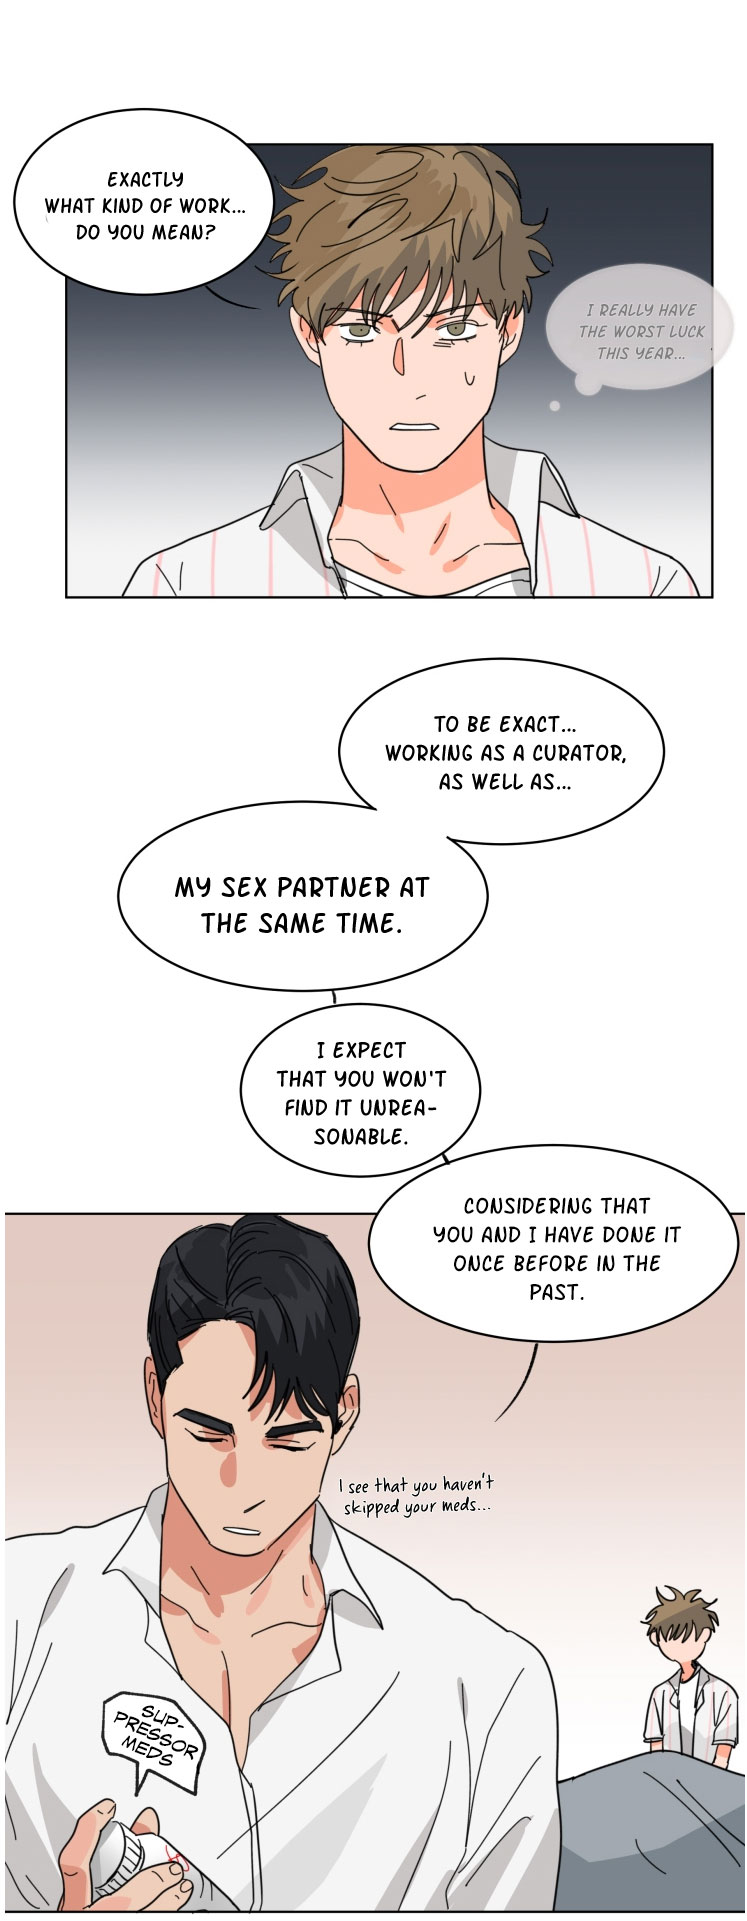 EXACTLY
WHAT KIND OF WORK...
DO YOU MEAN?
I REALLY HAVE
THE WORST LUCK
THIS YEAR...
TO BE EXACT...
WORKING AS A CURATOR,
AS WELL AS...
MY SEX PARTNER AT
THE SAME TIME.
I EXPECT
THAT YOU WON'T
FIND IT UNREA-
SONABLE.
CONSIDERING THAT
YOU AND I HAVE DONE IT
ONCE BEFORE IN THE
PAST.
I see that you haven't
skipped your meds...
SUP-
PRESSOR
MEDS